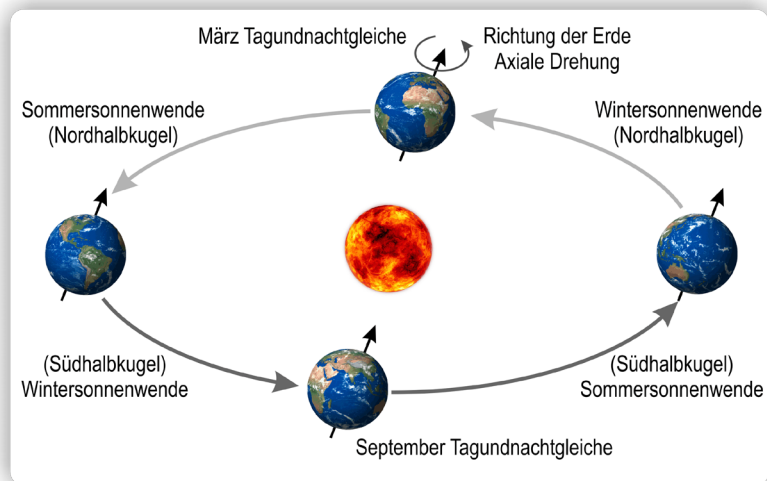 März Tagundnachtgleiche
Richtung der Erde
Axiale Drehung
Sommersonnenwende
(Nordhalbkugel)
Wintersonnenwende
(Nordhalbkugel)
(Südhalbkugel)
Wintersonnenwende
(Südhalbkugel)
Sommersonnenwende
September Tagundnachtgleiche